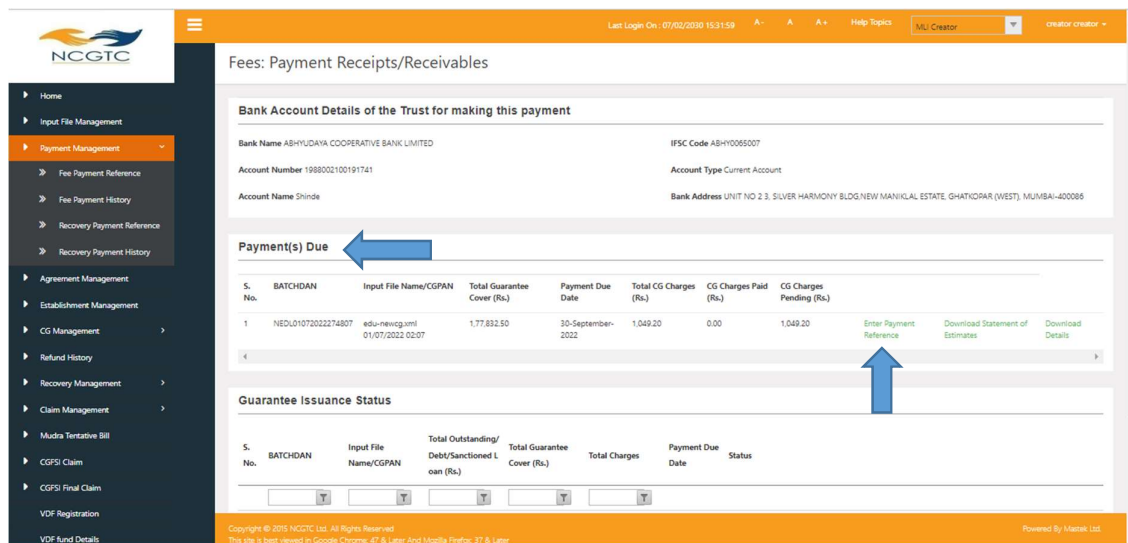 Last Login On : 07/02/2030 15:31:59 A- A A+ Help Topics MLI Creator creator creator
NCGTC
Home
Input File Management
Payment Management
Fee Payment Reference
Fee Payment History
Recovery Payment Reference
Recovery Payment History
Agreement Management
Establishment Management
CG Management
Refund History
Recovery Management
Claim Management
Mudra Tentative Bill
CGFSI Claim
CGFSI Final Claim
VDF Registration
VDF fund Details
Fees: Payment Receipts/Receivables
Bank Account Details of the Trust for making this payment
Bank Name ABHYUDAYA COOPERATIVE BANK LIMITED IFSC Code ABHY0065007
Account Number 1988002100191741 Account Type Current Account
Account Name Shinde Bank Address UNIT NO 2 3, SILVER HARMONY BLDG,NEW MANIKLAL ESTATE, GHATKOPAR (WEST), MUMBAI-400086
Payment(s) Due
S. BATCHDAN Input File Name/CGPAN Total Guarantee Payment Due Total CG Charges CG Charges Paid CG Charges
No. Cover (Rs.) Date (Rs.) (Rs.) Pending (Rs.)
1 NEDL01072022274807 edu-newcg.xml 1,77,832.50 30-September- 1,049.20 0.00 1,049.20 Enter Payment Download Statement of Download
01/07/2022 02:07 2022 Reference Estimates Details
Guarantee Issuance Status
Total Outstanding/
S. BATCHDAN Input File Debt/Sanctioned L Total Guarantee Total Charges Payment Due Status
No. Name/CGPAN oan (Rs.) Cover (Rs.) Date
Copyright © 2015 NCGTC Ltd. All Rights Reserved Powered By Mastek Ltd.
This site is best viewed in Google Chrome: 47 & Later And Mozilla Firefox: 37 & Later